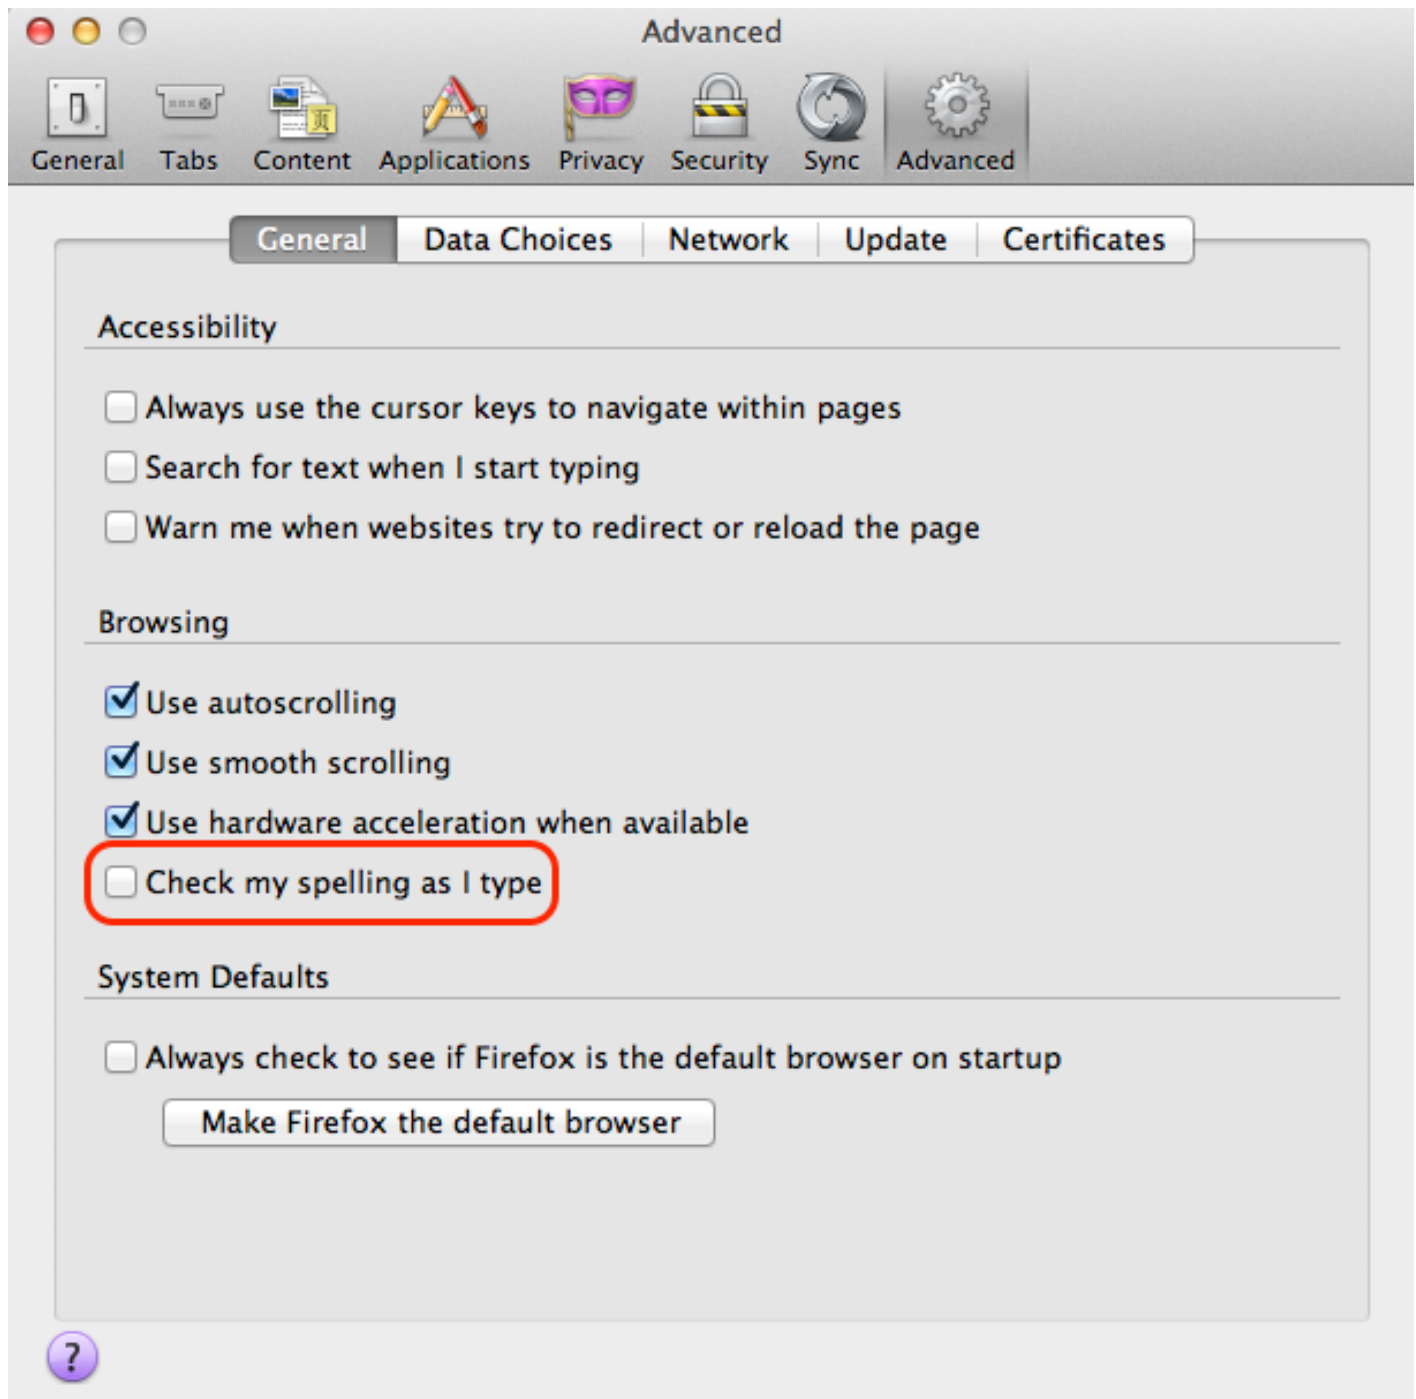 Advanced
General Tabs Content Applications Privacy Security Sync Advanced
General Data Choices Network Update Certificates
Accessibility
Always use the cursor keys to navigate within pages
Search for text when I start typing
Warn me when websites try to redirect or reload the page
Browsing
Use autoscrolling
Use smooth scrolling
Use hardware acceleration when available
Check my spelling as I type
System Defaults
Always check to see if Firefox is the default browser on startup
Make Firefox the default browser
?